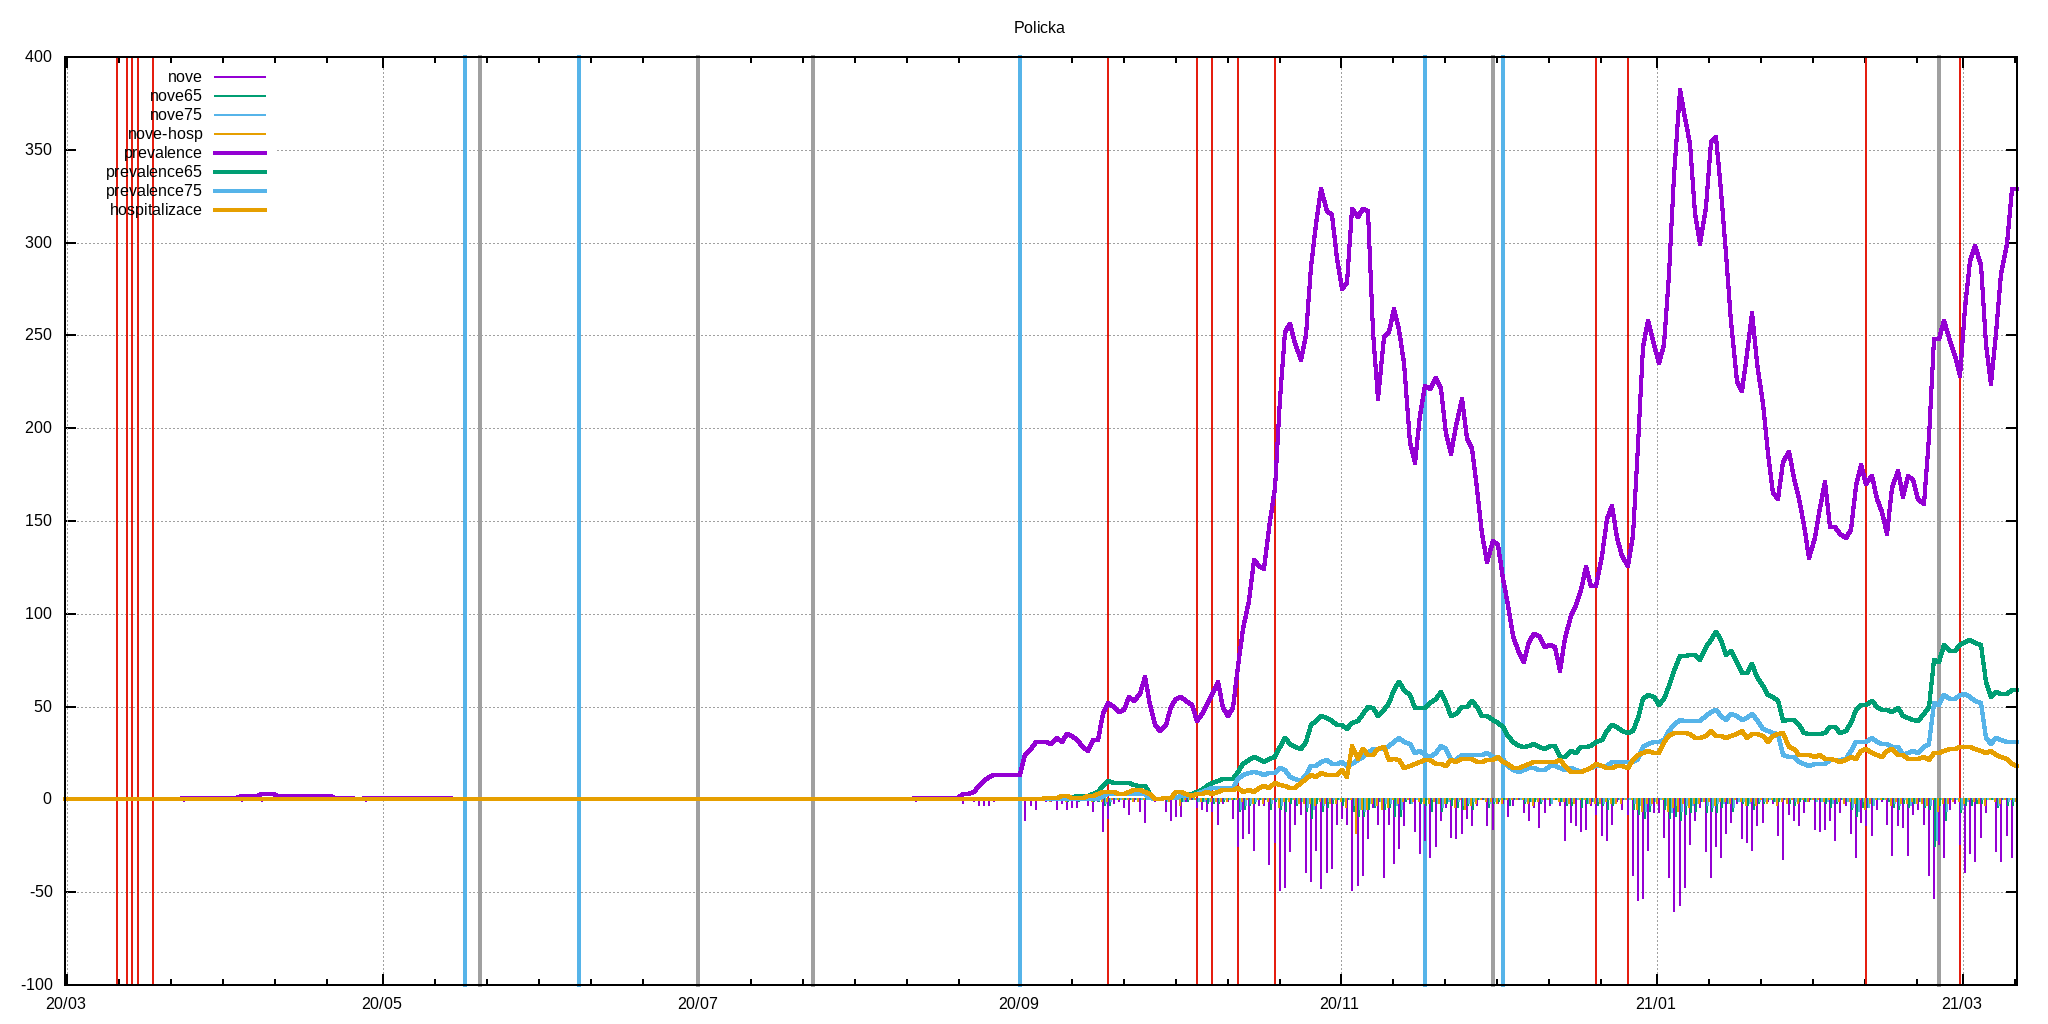 Policka
400
350
300
250
200
150
100
50
0
-50
-100
nove
nove65
nove75
nove-hosp
prevalence
prevalence65
prevalence75
hospitalizace
20/03 20/05 20/07 20/09 20/11 21/01 21/03